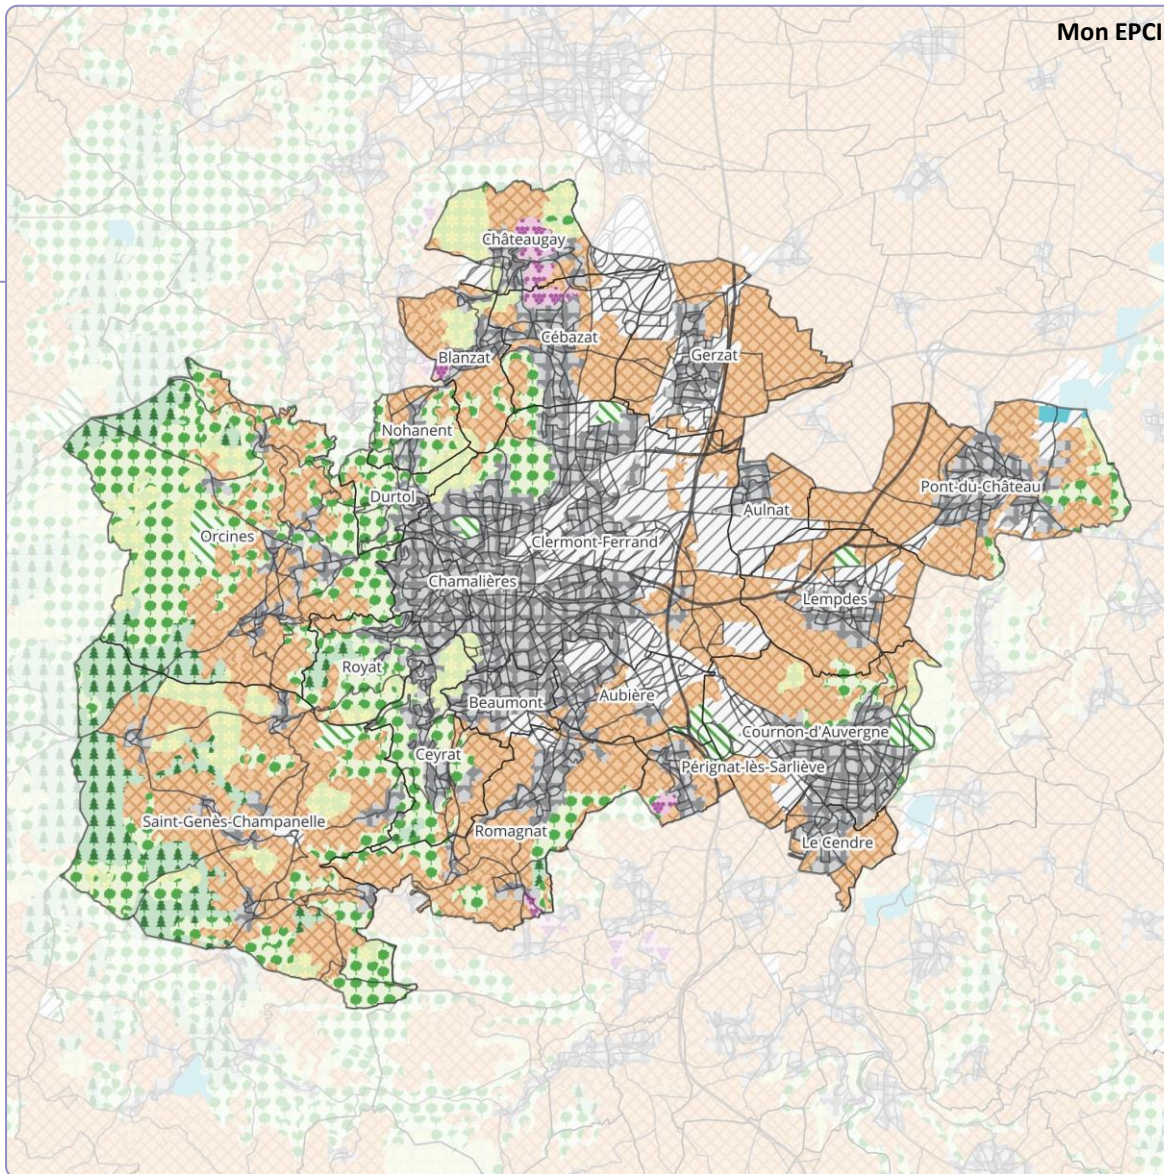 Mon EPCI
Châteaugay
Cébazat
Blanzat
Gerzat
Nohanent
Durtol
Pont-du-Château
Aulnat
Orcines
Clermont-Ferrand
Chamalières
Lempdes
Royat
Aubière
Beaumont
Cournon-d'Auvergne
Ceyrat
Pérignat-lès-Sarliève
Saint-Genès-Champanelle
Romagnat
Le Cendre